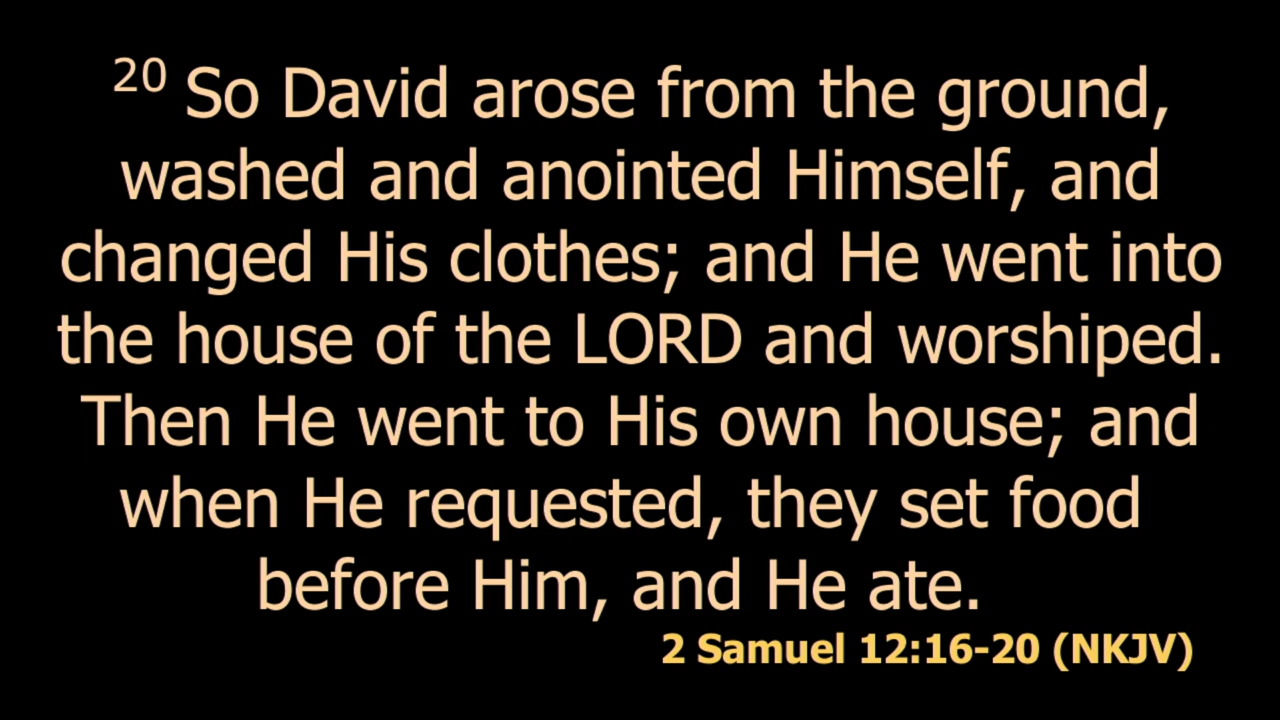 20 So David arose from the ground,
washed and anointed Himself, and
changed His clothes; and He went into
the house of the LORD and worshiped.
Then He went to His own house; and
when He requested, they set food
before Him, and He ate.
2 Samuel 12:16-20 (NKJV)